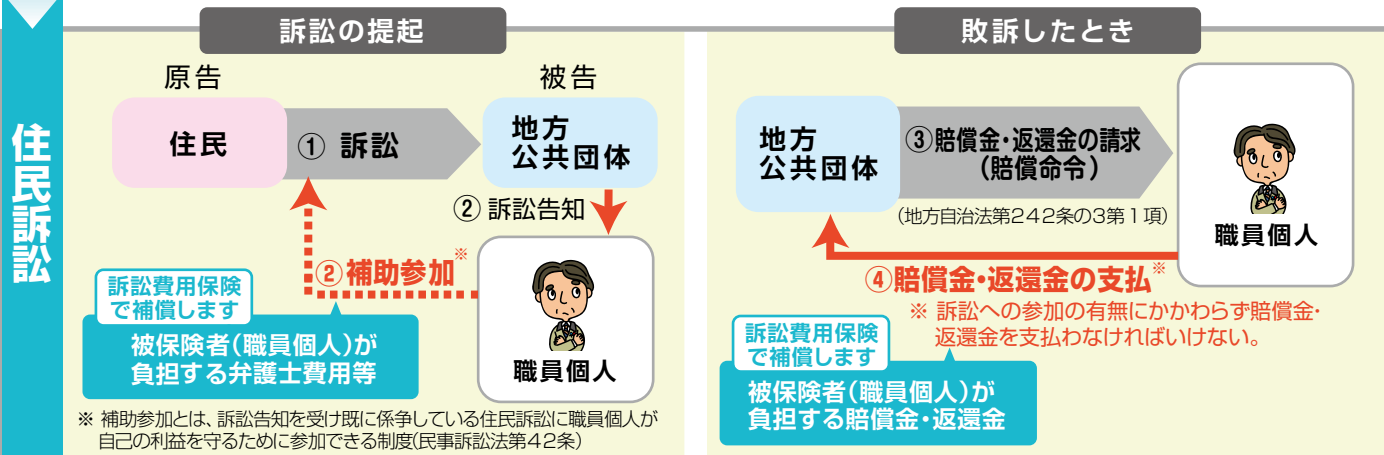 住民訴訟
訴訟の提起
原告
被告
住民
① 訴訟
地方
公共団体
② 訴訟告知
②補助参加※
職員個人
訴訟費用保険
で補償します
被保険者(職員個人)が
負担する弁護士費用等
※ 補助参加とは、訴訟告知を受け既に係争している住民訴訟に職員個人が
自己の利益を守るために参加できる制度(民事訴訟法第42条)
敗訴したとき
地方
公共団体
③賠償金・返還金の請求
(賠償命令)
(地方自治法第242条の3第1項)
職員個人
④賠償金・返還金の支払※
※ 訴訟への参加の有無にかかわらず賠償金・
返還金を支払わなければいけない。
訴訟費用保険
で補償します
被保険者(職員個人)が
負担する賠償金・返還金